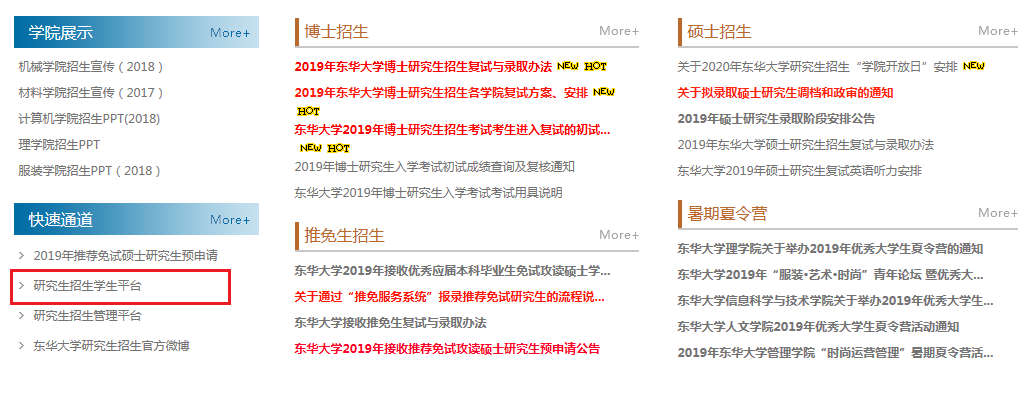 学院展示 More+
机械学院招生宣传（2018）
材料学院招生宣传（2017）
计算机学院招生PPT(2018)
理学院招生PPT
服装学院招生PPT（2018）
快速通道 More+
2019年推荐免试硕士研究生预申请
研究生招生学生平台
研究生招生管理平台
东华大学研究生招生官方微博
博士招生 More+
2019年东华大学博士研究生招生复试与录取办法 NEW HOT
2019年东华大学博士研究生招生各学院复试方案、安排 NEW
HOT
东华大学2019年博士研究生招生考试考生进入复试的初试...
NEW HOT
2019年博士研究生入学考试初试成绩查询及复核通知
东华大学2019年博士研究生入学考试考试用具说明
推免生招生 More+
东华大学2019年接收优秀应届本科毕业生免试攻读硕士学...
关于通过“推免服务系统”报录推荐免试研究生的流程说...
东华大学接收推免生复试与录取办法
东华大学2019年接收推荐免试攻读硕士研究生预申请公告
硕士招生 More+
关于2020年东华大学研究生招生“学院开放日”安排 NEW
关于拟录取硕士研究生调档和政审的通知
2019年硕士研究生录取阶段安排公告
2019年东华大学硕士研究生招生复试与录取办法
东华大学2019年硕士研究生复试英语听力安排
暑期夏令营 More+
东华大学理学院关于举办2019年优秀大学生夏令营的通知
东华大学2019年“服装·艺术·时尚”青年论坛 暨优秀大...
东华大学信息科学与技术学院关于举办2019年优秀大学生...
东华大学人文学院2019年优秀大学生夏令营活动通知
2019年东华大学管理学院“时尚运营管理”暑期夏令营活...